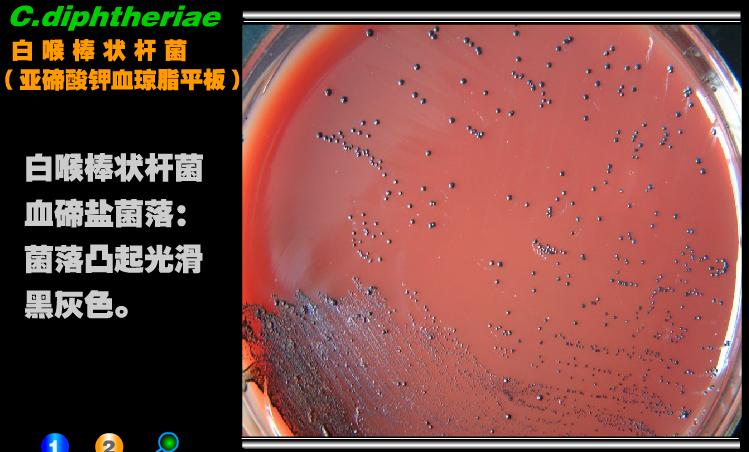 C.diphtheriae
白喉棒状杆菌
（亚碲酸钾血琼脂平板）
白喉棒状杆菌
血碲盐菌落：
菌落凸起光滑
黑灰色。
1 2